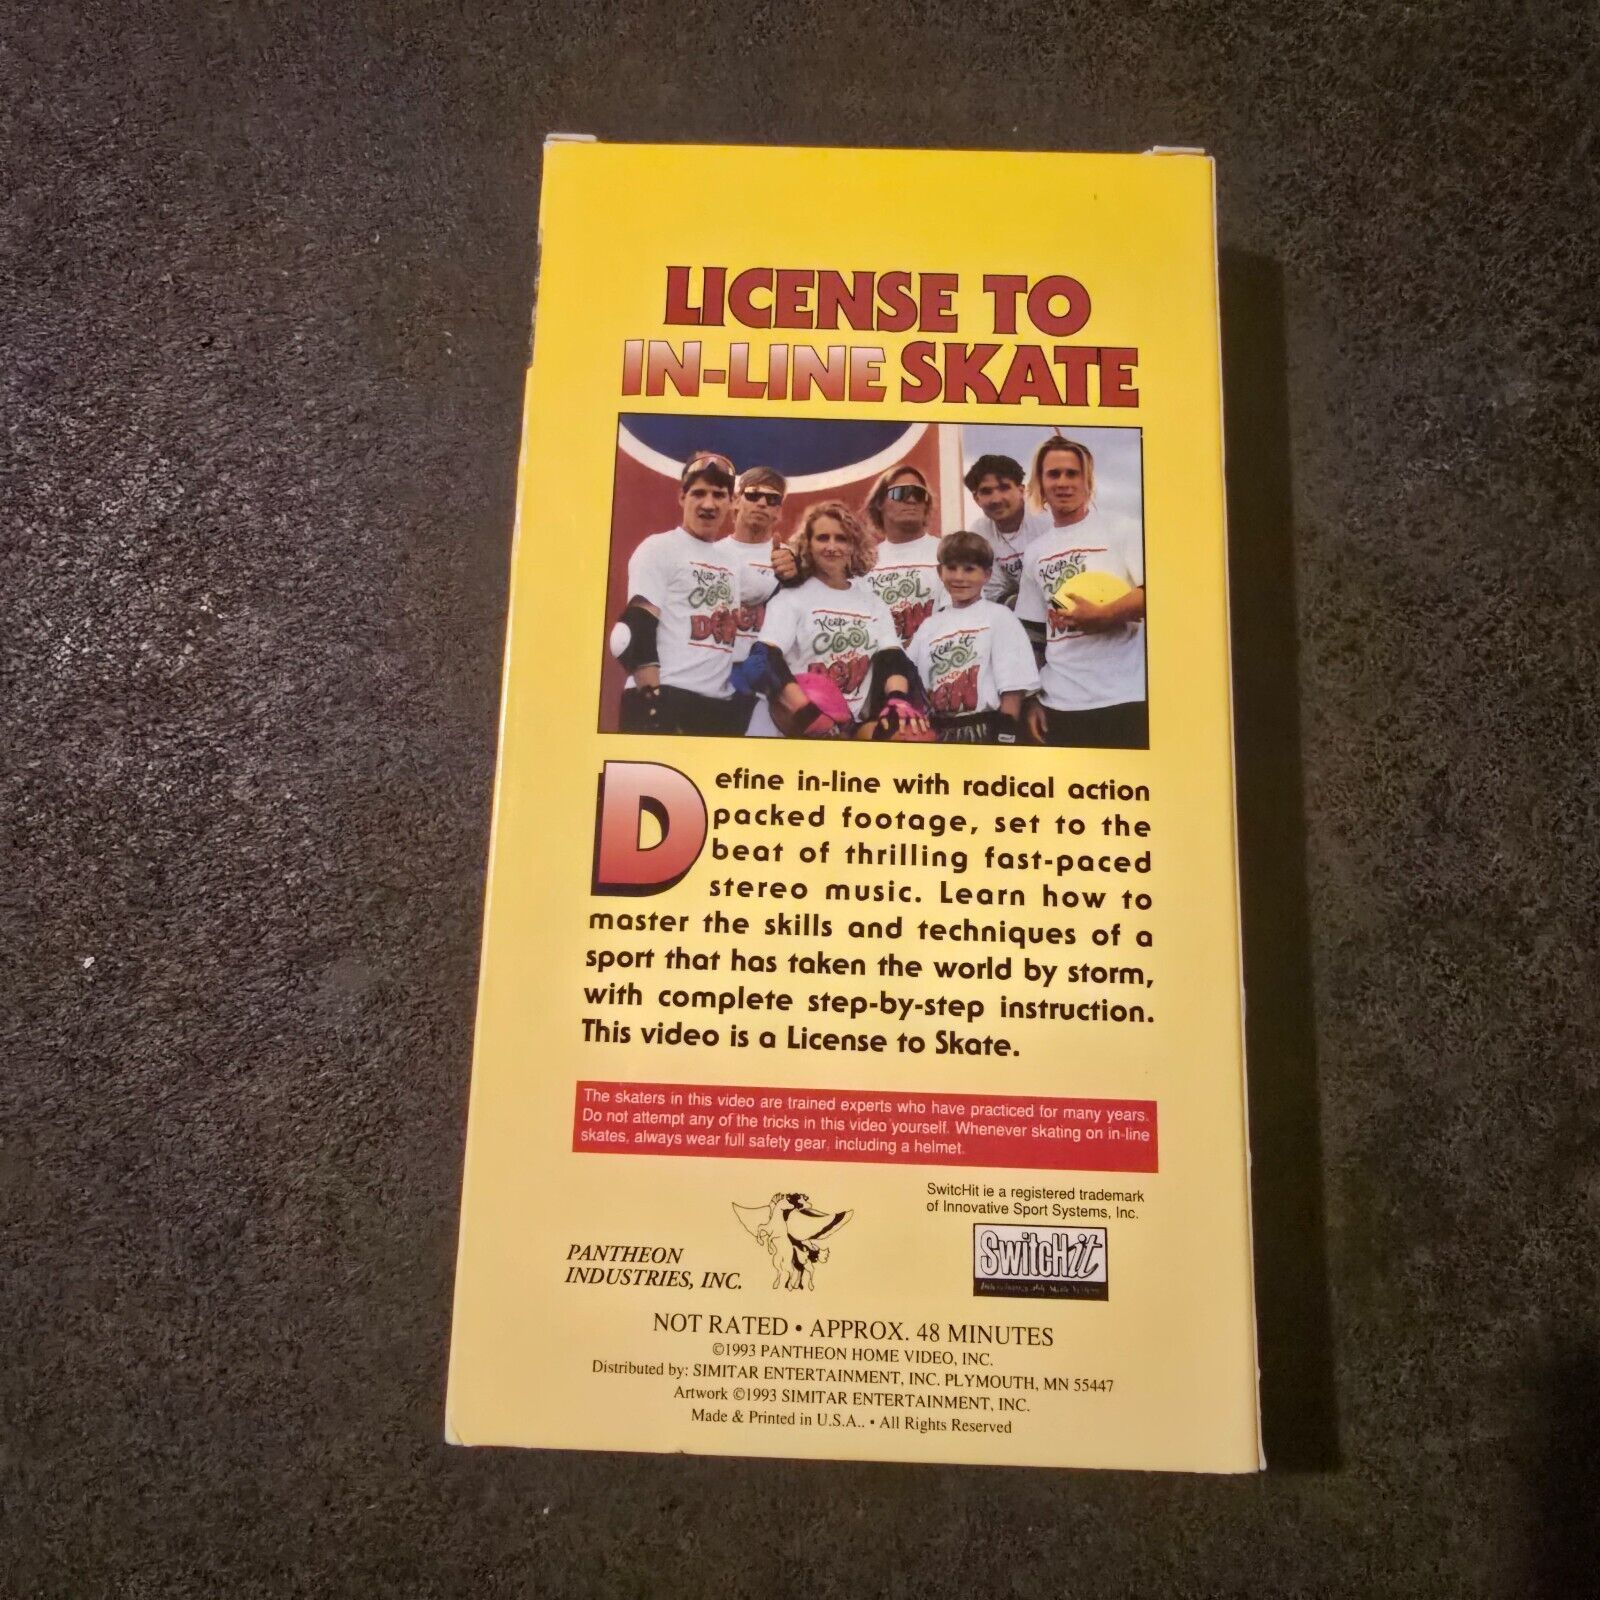 LICENSE TO
IN-LINE SKATE
Keep it
COOL
Keep it
COOL
Keep it
COOL
with
Keep it
COOL
with
Keep it
Define in-line with radical action
packed footage, set to the
beat of thrilling fast-paced
stereo music. Learn how to
master the skills and techniques of a
sport that has taken the world by storm,
with complete step-by-step instruction.
This video is a License to Skate.
The skaters in this video are trained experts who have practiced for many years.
Do not attempt any of the tricks in this video yourself. Whenever skating on in-line
skates, always wear full safety gear, including a helmet.
SwitcHit ie a registered trademark
of Innovative Sport Systems, Inc.
SwitcHit
PANTHEON
INDUSTRIES, INC.
NOT RATED • APPROX. 48 MINUTES
©1993 PANTHEON HOME VIDEO, INC.
Distributed by: SIMITAR ENTERTAINMENT, INC. PLYMOUTH, MN 55447
Artwork ©1993 SIMITAR ENTERTAINMENT, INC.
Made & Printed in U.S.A.. • All Rights Reserved